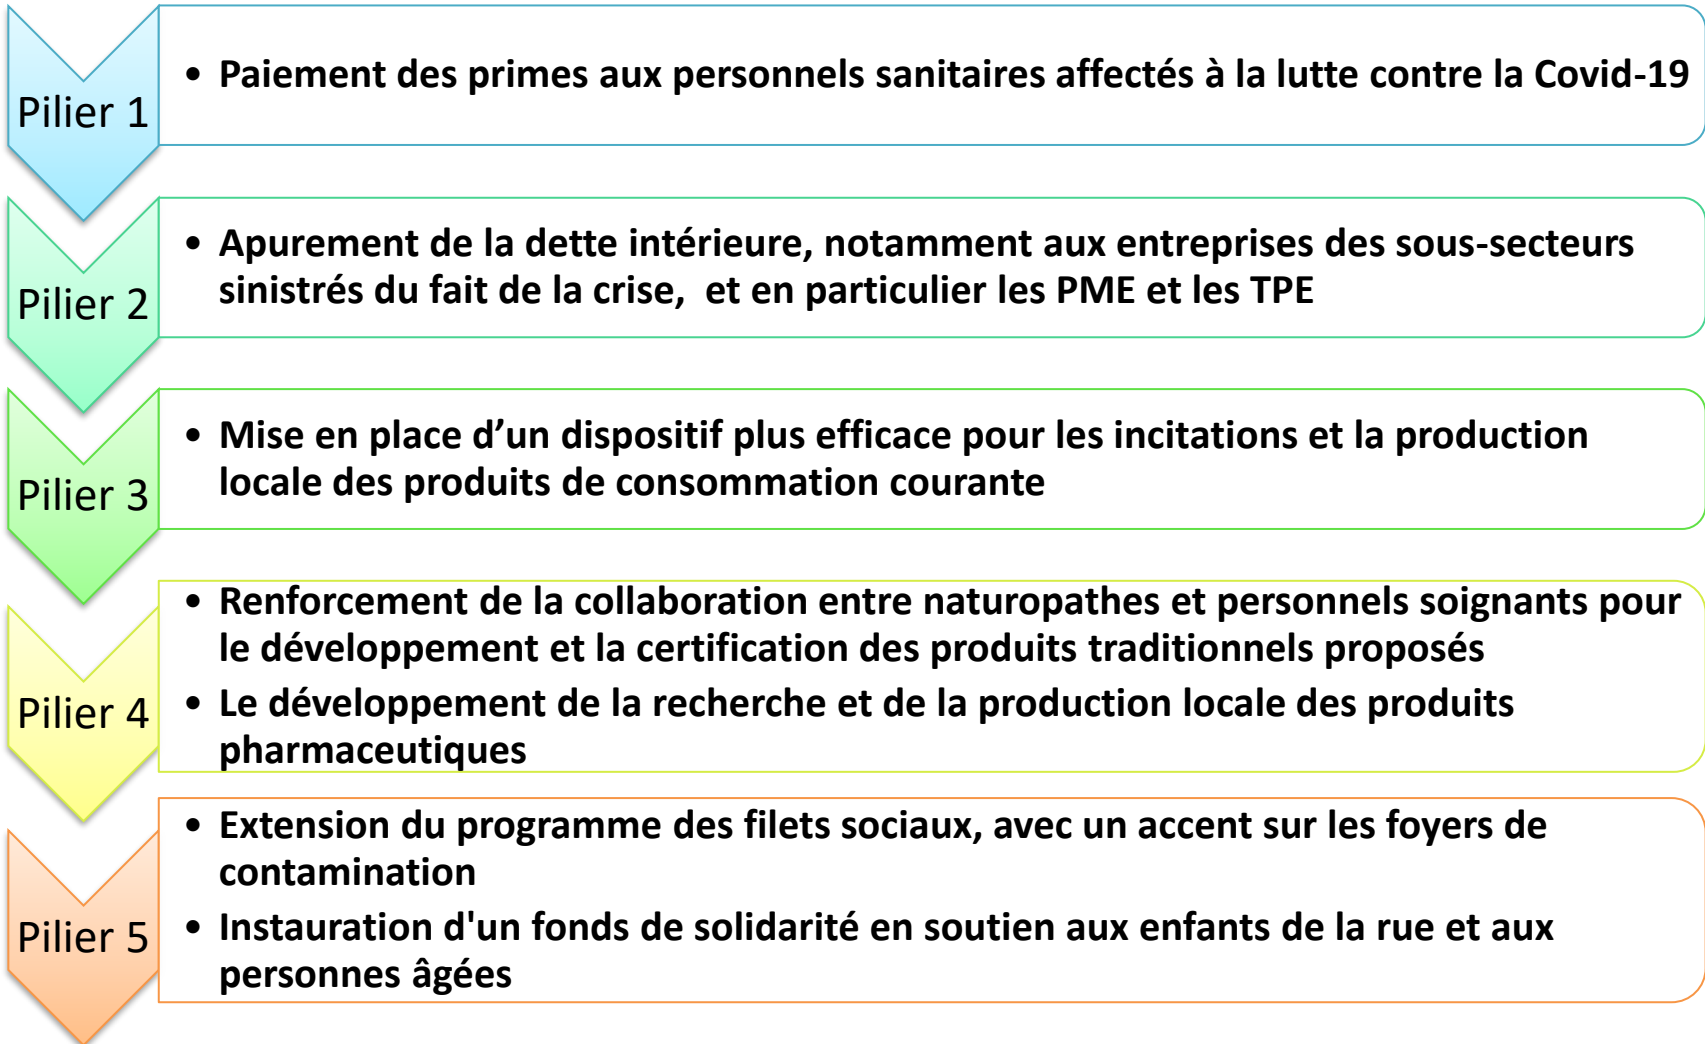 Pilier 1
• Paiement des primes aux personnels sanitaires affectés à la lutte contre la Covid-19
Pilier 2
• Apurement de la dette intérieure, notamment aux entreprises des sous-secteurs
sinistrés du fait de la crise,  et en particulier les PME et les TPE
Pilier 3
• Mise en place d’un dispositif plus efficace pour les incitations et la production
locale des produits de consommation courante
Pilier 4
• Renforcement de la collaboration entre naturopathes et personnels soignants pour
le développement et la certification des produits traditionnels proposés
• Le développement de la recherche et de la production locale des produits
pharmaceutiques
Pilier 5
• Extension du programme des filets sociaux, avec un accent sur les foyers de
contamination
• Instauration d'un fonds de solidarité en soutien aux enfants de la rue et aux
personnes âgées